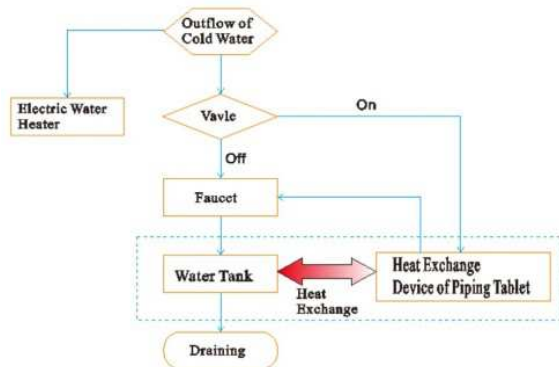 Outflow of
Cold Water
Electric Water
Heater
Vavle
On
Off
Faucet
Water Tank
Heat
Exchange
Heat Exchange
Device of Piping Tablet
Draining